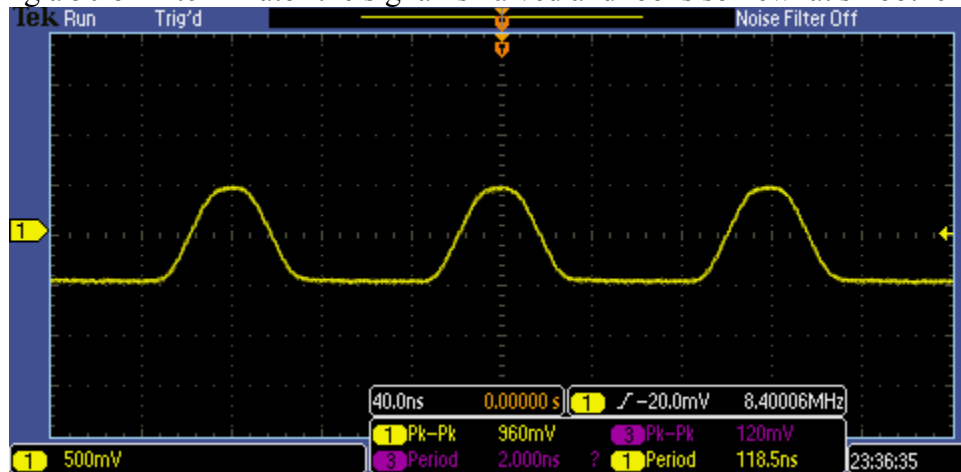 Tek Run Trig'd Noise Filter Off
1
40.0ns 0.00000 s 1 -20.0mV 8.40006MHz
1 Pk-Pk 960mV 3 Pk-Pk 120mV
3 Period 2.000ns ? 1 Period 118.5ns
1 500mV 23:36:35